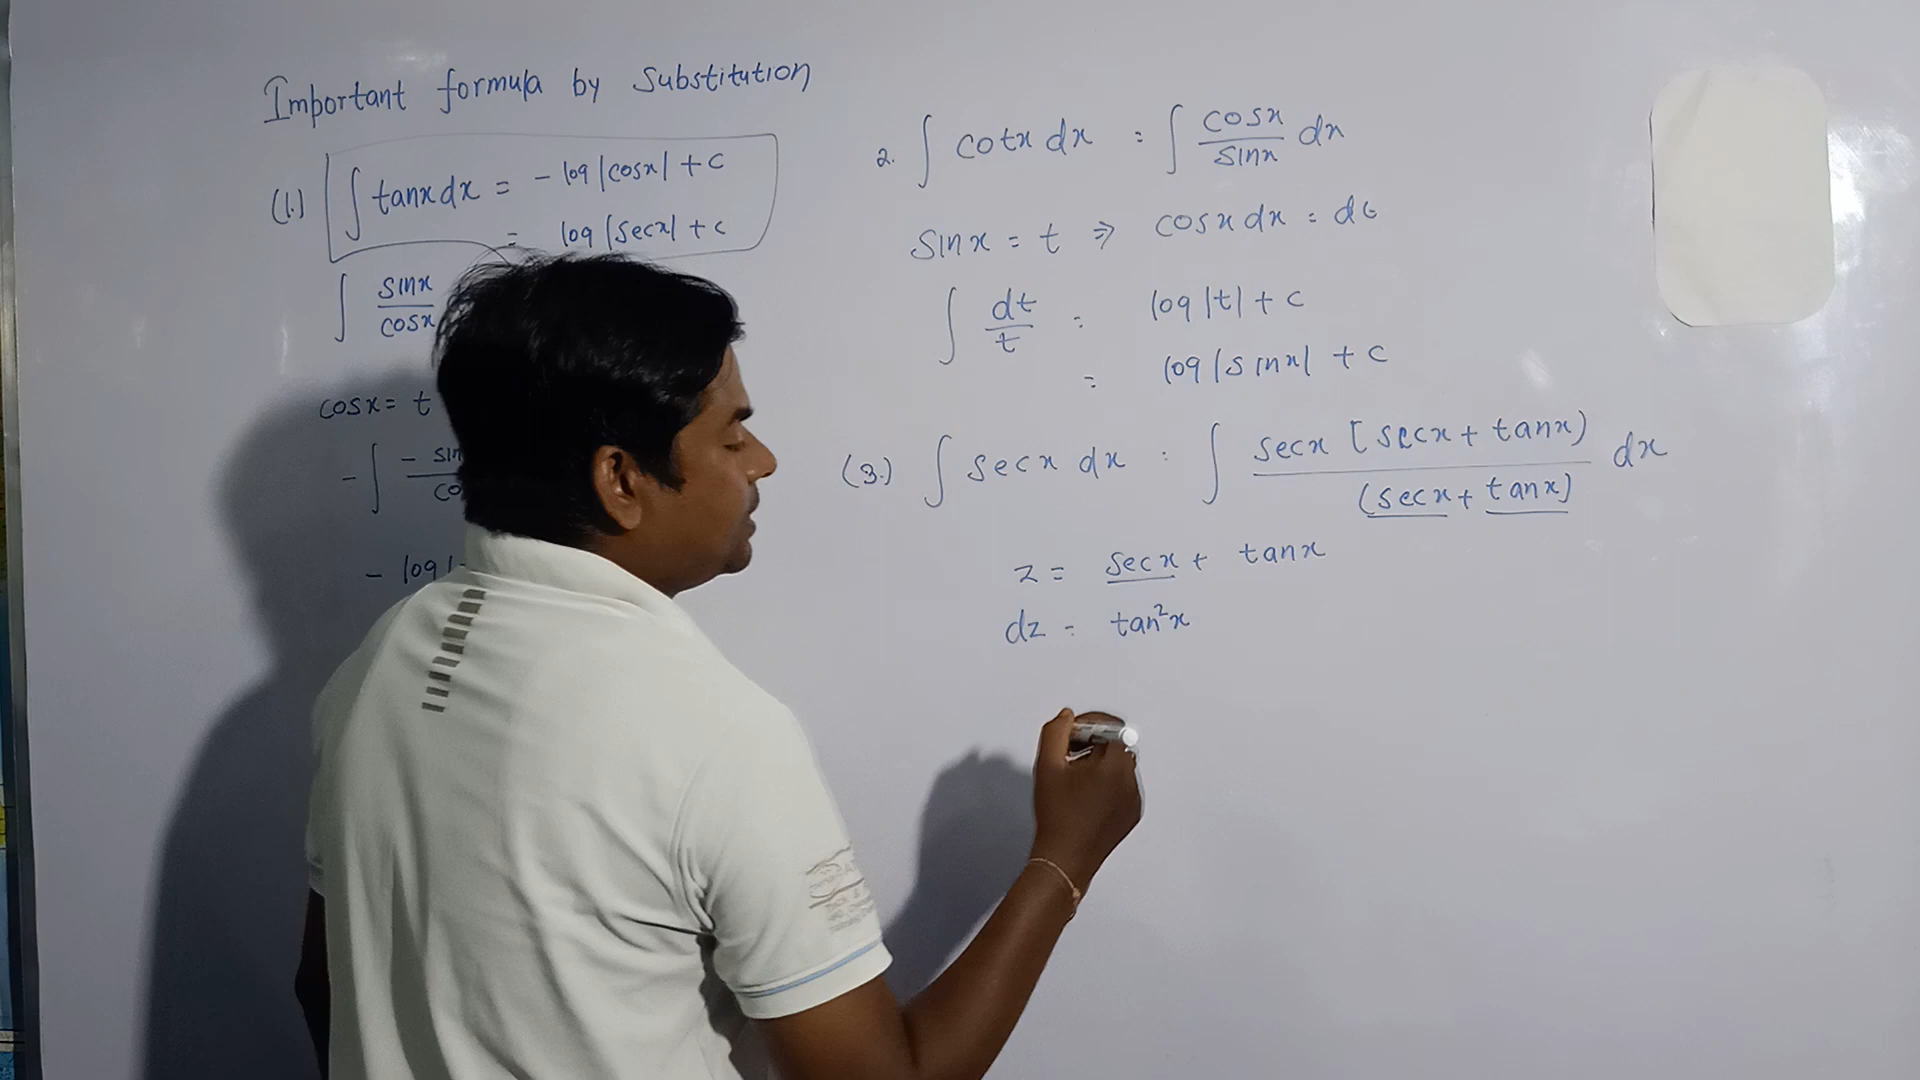 Important formula by Substitution
(1.) ∫ tanx dx = - log |cosx| + c
= log |secx| + c
∫ sinx / cosx
cosx = t
- ∫ - sin / co
- log |
2. ∫ cotx dx = ∫ cosx / sinx dx
sinx = t ⇒ cosx dx = dt
∫ dt / t = log |t| + c
= log |sinx| + c
(3.) ∫ secx dx = ∫ secx [secx + tanx) / (secx + tanx) dx
z = secx + tanx
dz = tan²x